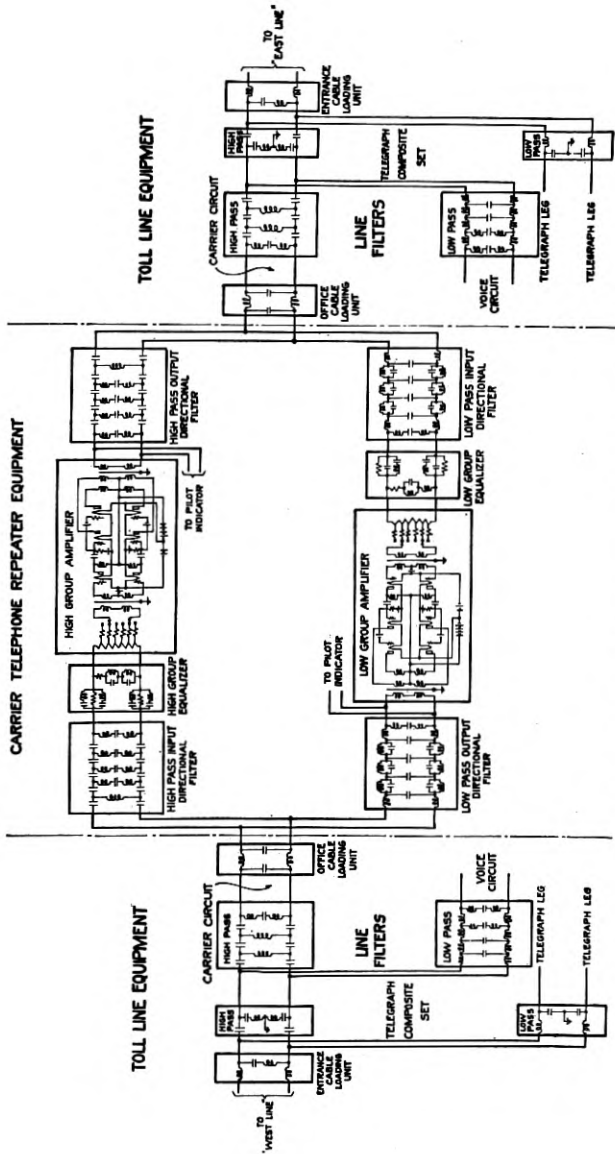 CARRIER TELEPHONE REPEATER EQUIPMENT
TOLL LINE EQUIPMENT
TO
"WEST LINE"
ENTRANCE
CABLE
LOADING
UNIT
HIGH
PASS
TELEGRAPH
COMPOSITE
SET
LOW
PASS
TELEGRAPH LEG
TELEGRAPH LEG
CARRIER CIRCUIT
HIGH PASS
LINE
FILTERS
LOW PASS
VOICE
CIRCUIT
OFFICE
CABLE
LOADING
UNIT
HIGH PASS INPUT
DIRECTIONAL
FILTER
HIGH GROUP
EQUALIZER
HIGH GROUP AMPLIFIER
TO PILOT
INDICATOR
HIGH PASS OUTPUT
DIRECTIONAL
FILTER
LOW PASS OUTPUT
DIRECTIONAL
FILTER
TO PILOT
INDICATOR
LOW GROUP AMPLIFIER
LOW GROUP
EQUALIZER
LOW PASS INPUT
DIRECTIONAL
FILTER
TOLL LINE EQUIPMENT
OFFICE
CABLE
LOADING
UNIT
CARRIER CIRCUIT
HIGH PASS
LINE
FILTERS
LOW PASS
VOICE
CIRCUIT
HIGH
PASS
TELEGRAPH
COMPOSITE
SET
LOW
PASS
TELEGRAPH LEG
TELEGRAPH LEG
ENTRANCE
CABLE
LOADING
UNIT
TO
"EAST LINE"